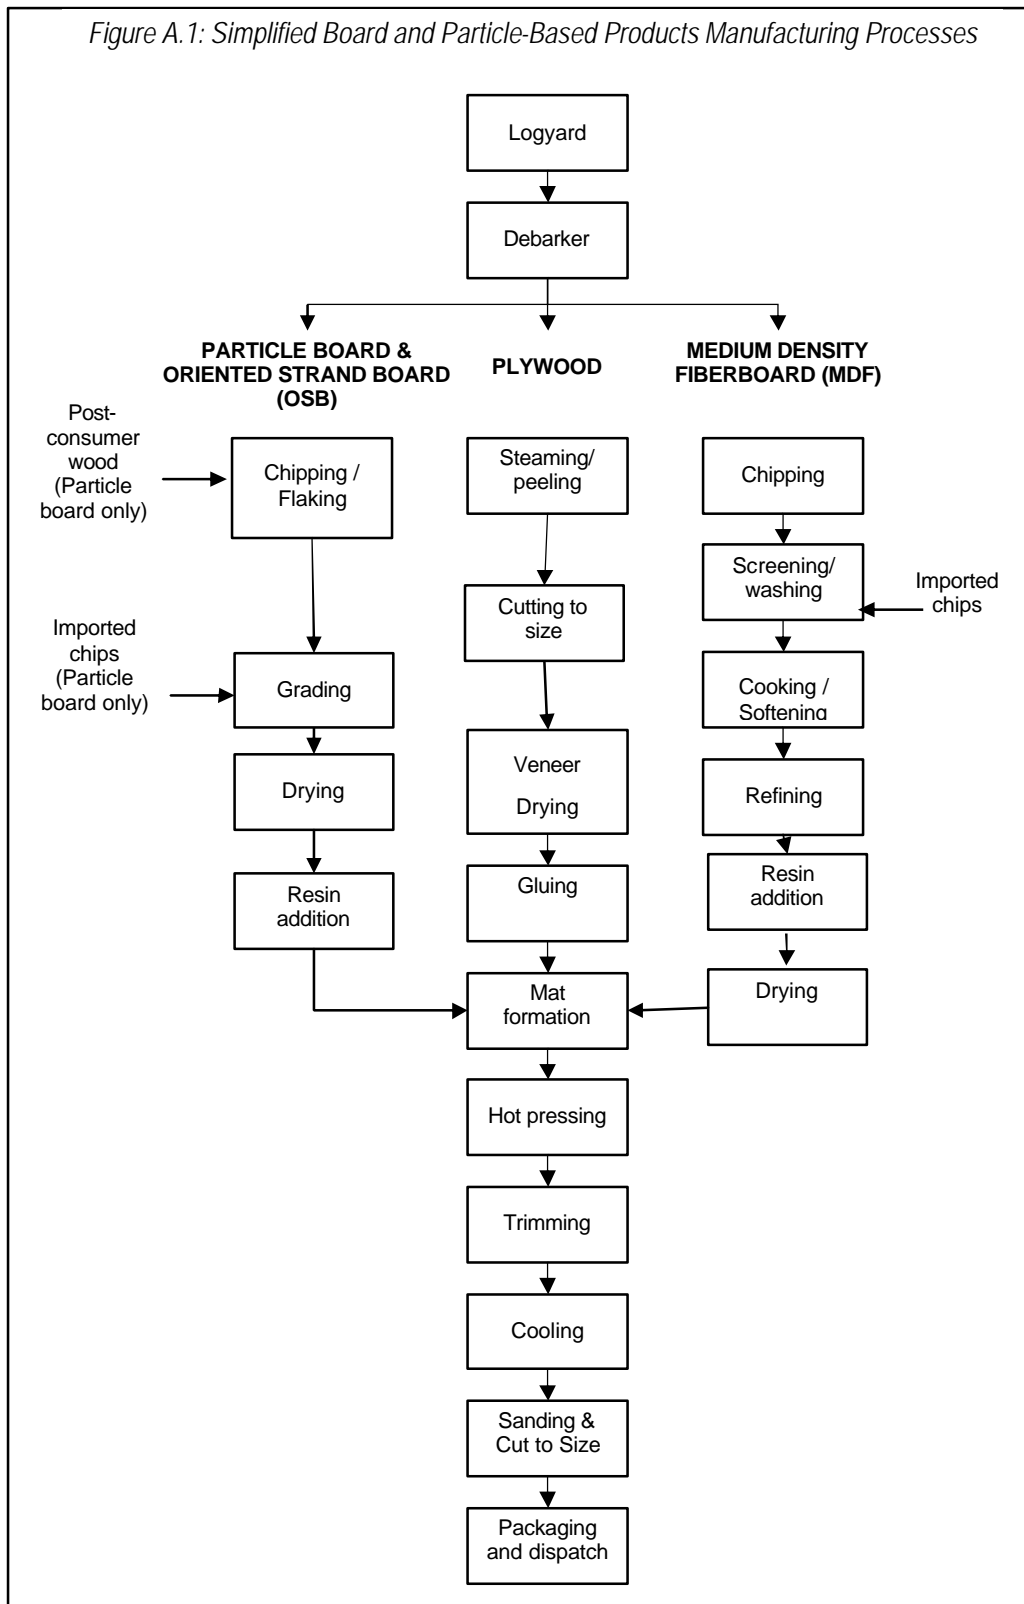 Figure A.1: Simplified Board and Particle-Based Products Manufacturing Processes
Logyard
Debarker
PARTICLE BOARD &
ORIENTED STRAND BOARD
(OSB)
PLYWOOD
MEDIUM DENSITY
FIBERBOARD (MDF)
Post-
consumer
wood
(Particle
board only)
Chipping /
Flaking
Steaming/
peeling
Chipping
Screening/
washing
Imported
chips
Cutting to
size
Imported
chips
(Particle
board only)
Grading
Cooking /
Softening
Drying
Veneer
Drying
Refining
Resin
addition
Gluing
Resin
addition
Mat
formation
Drying
Hot pressing
Trimming
Cooling
Sanding &
Cut to Size
Packaging
and dispatch